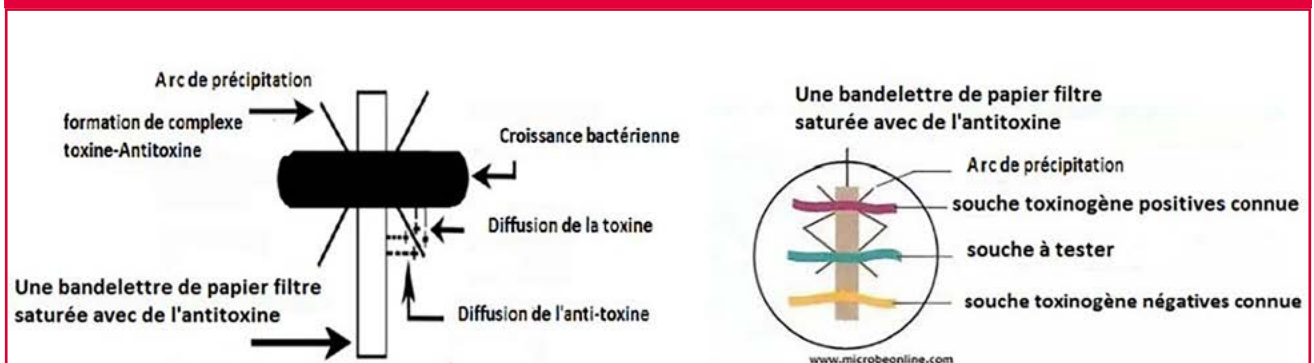 Arc de précipitation
formation de complexe
toxine-Antitoxine
Croissance bactérienne
Diffusion de la toxine
Une bandelettre de papier filtre
saturée avec de l'antitoxine
Diffusion de l'anti-toxine
Une bandelettre de papier filtre
saturée avec de l'antitoxine
Arc de précipitation
souche toxinogène positives connue
souche à tester
souche toxinogène négatives connue
www.microbeonline.com